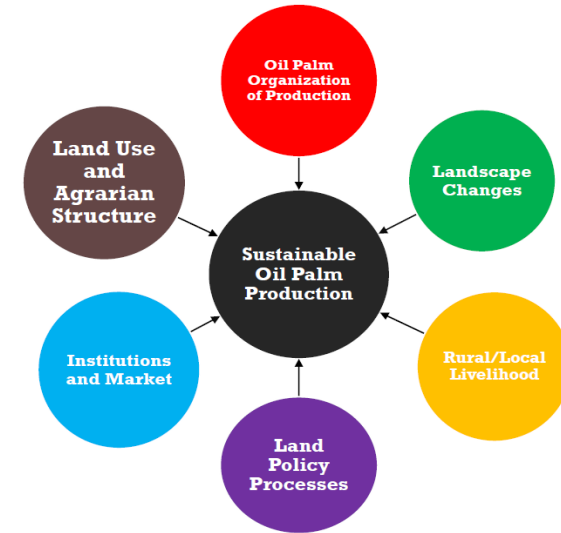 Oil Palm
Organization
of Production
Land Use
and
Agrarian
Structure
Landscape
Changes
Sustainable
Oil Palm
Production
Institutions
and Market
Rural/Local
Livelihood
Land
Policy
Processes